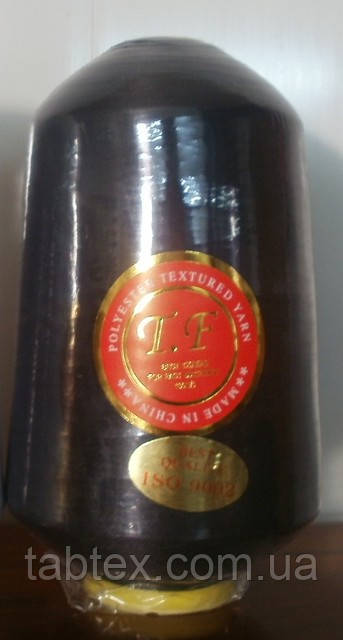 POLYESTER TEXTURED YARN
T.F
★★MADE IN CHINA★★
BEST
QUALITY
ISO 9002
tabtex.com.ua